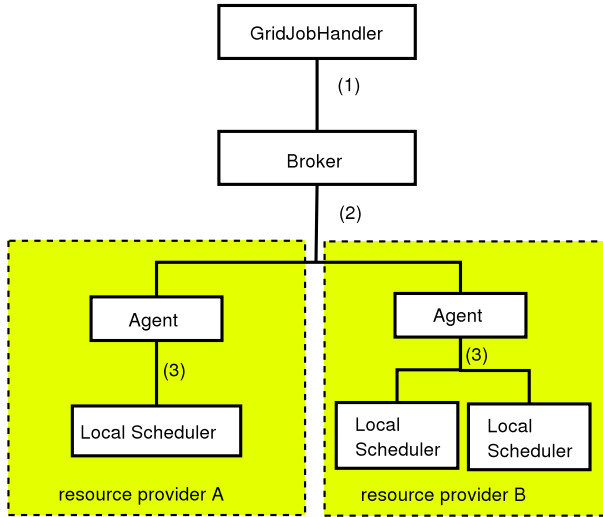 GridJobHandler
(1)
Broker
(2)
Agent
(3)
Local Scheduler
resource provider A
Agent
(3)
Local
Scheduler
Local
Scheduler
resource provider B